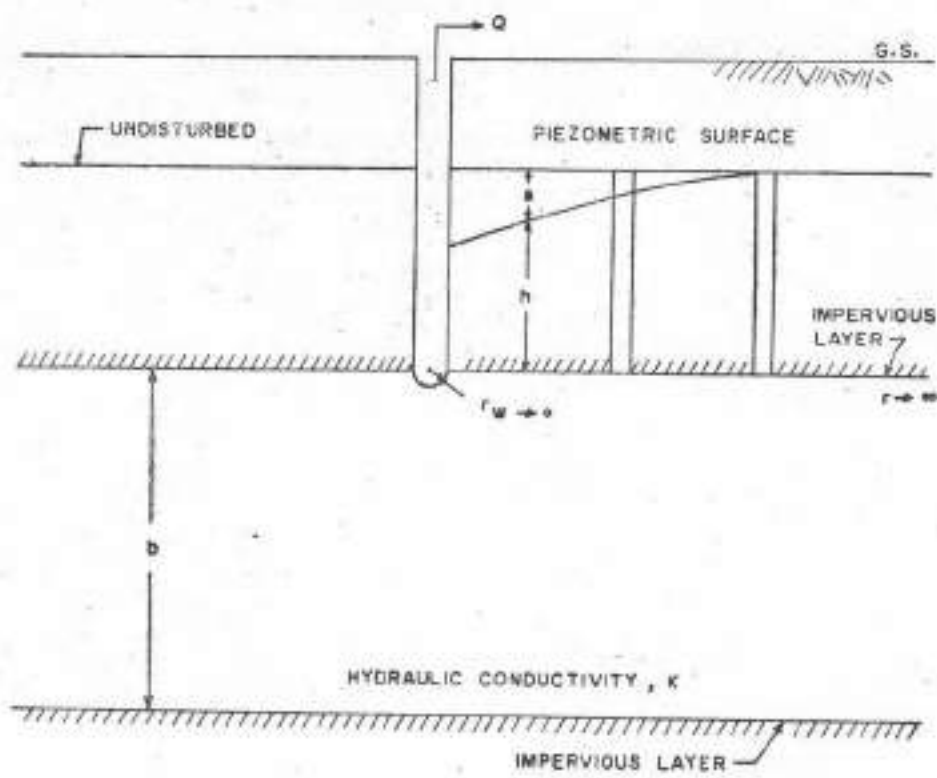 Q
G.S.
UNDISTURBED
PIEZOMETRIC SURFACE
s
h
IMPERVIOUS
LAYER
r → ∞
r w → o
b
HYDRAULIC CONDUCTIVITY , K
IMPERVIOUS LAYER